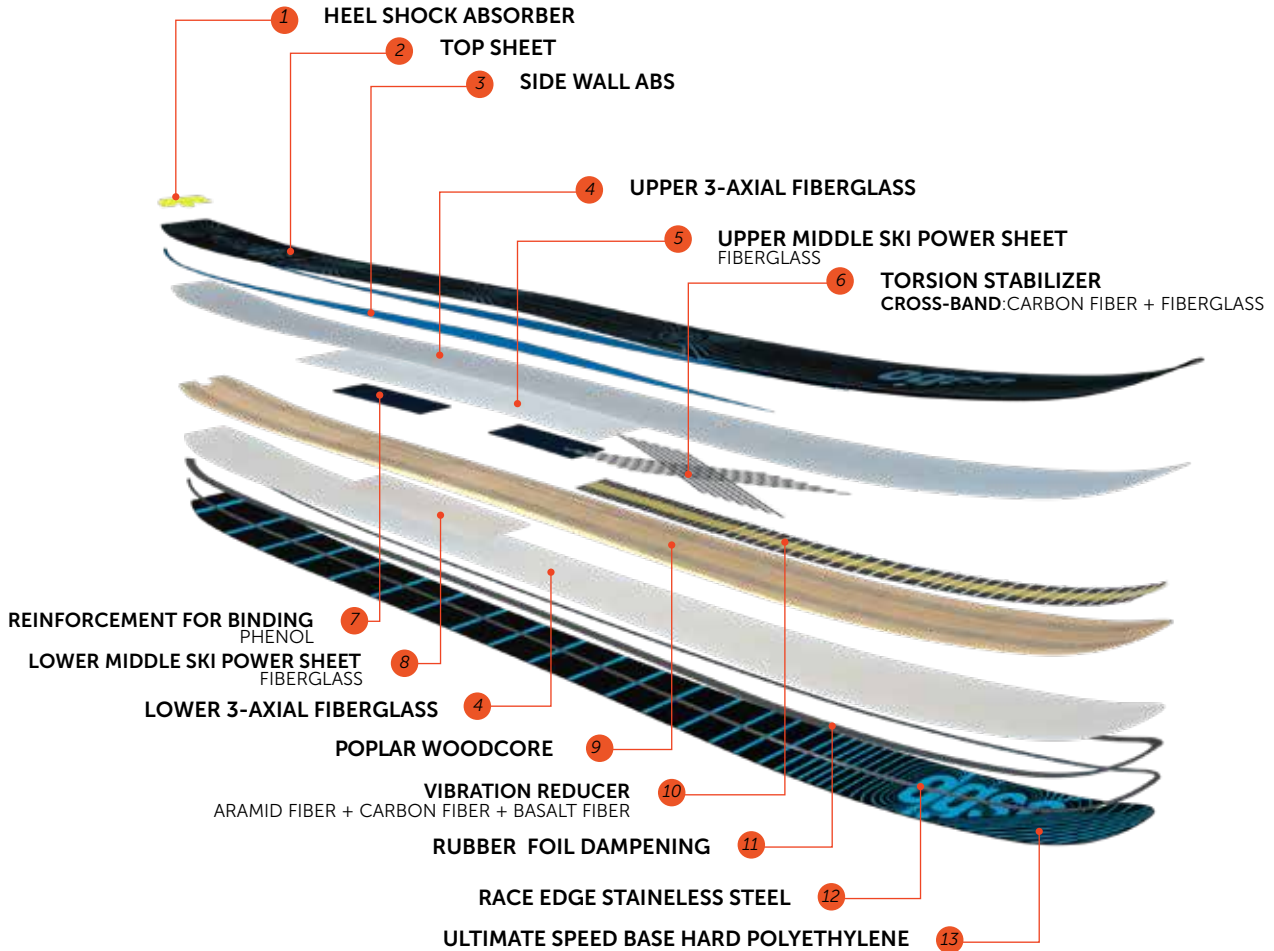 1 HEEL SHOCK ABSORBER
2 TOP SHEET
3 SIDE WALL ABS
4 UPPER 3-AXIAL FIBERGLASS
5 UPPER MIDDLE SKI POWER SHEET
FIBERGLASS
6 TORSION STABILIZER
CROSS-BAND:CARBON FIBER + FIBERGLASS
REINFORCEMENT FOR BINDING 7
PHENOL
LOWER MIDDLE SKI POWER SHEET 8
FIBERGLASS
LOWER 3-AXIAL FIBERGLASS 4
POPLAR WOODCORE 9
VIBRATION REDUCER 10
ARAMID FIBER + CARBON FIBER + BASALT FIBER
RUBBER FOIL DAMPENING 11
RACE EDGE STAINELESS STEEL 12
ULTIMATE SPEED BASE HARD POLYETHYLENE 13